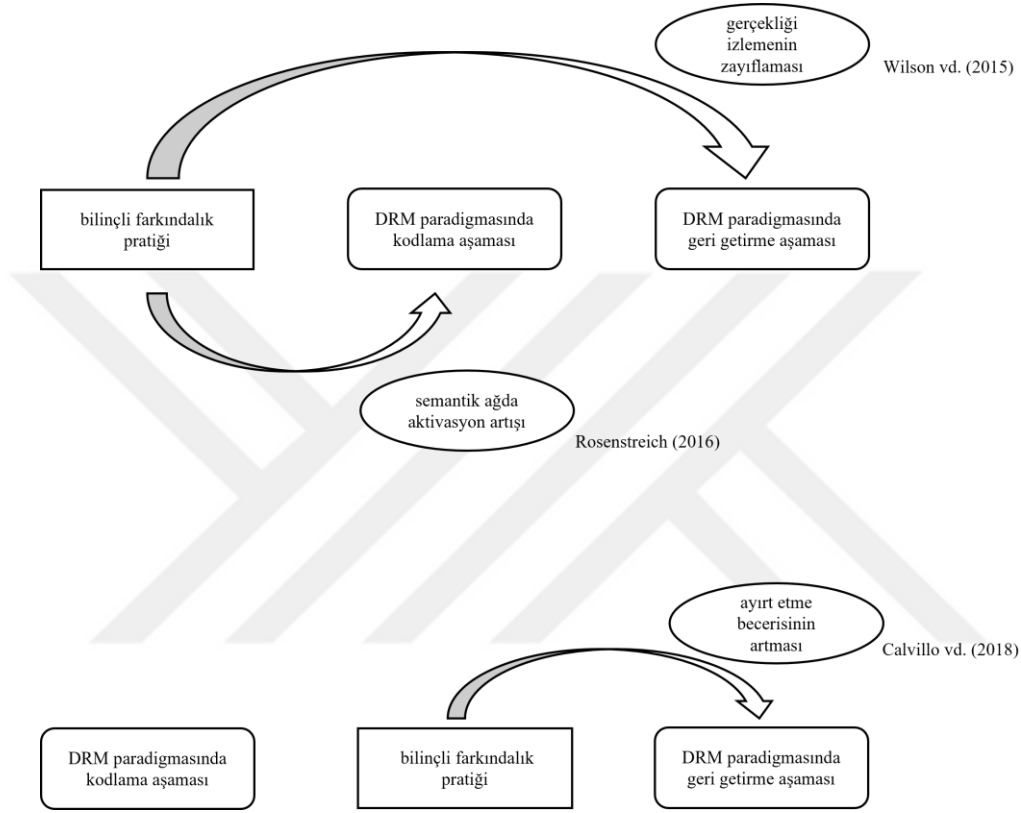 gerçekliği
izlemenin
zayıflaması
Wilson vd. (2015)
bilinçli farkındalık
pratiği
DRM paradigmasında
kodlama aşaması
DRM paradigmasında
geri getirme aşaması
semantik ağda
aktivasyon artışı
Rosenstreich (2016)
ayırt etme
becerisinin
artması
Calvillo vd. (2018)
DRM paradigmasında
kodlama aşaması
bilinçli farkındalık
pratiği
DRM paradigmasında
geri getirme aşaması